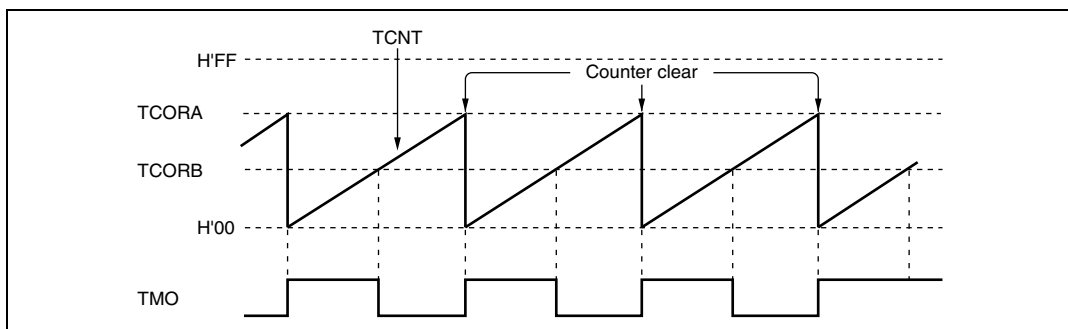 TCNT
H'FF
Counter clear
TCORA
TCORB
H'00
TMO